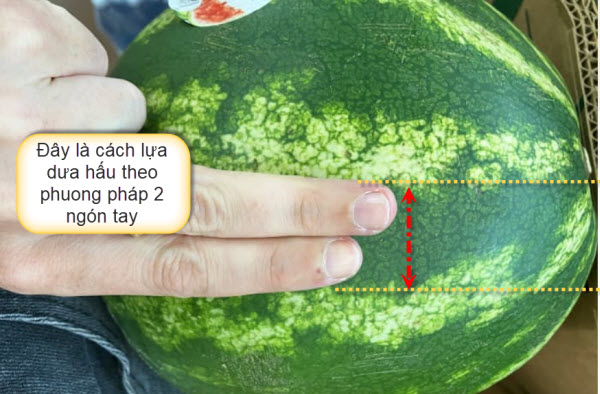 Đây là cách lựa
dưa hấu theo
phuong pháp 2
ngón tay